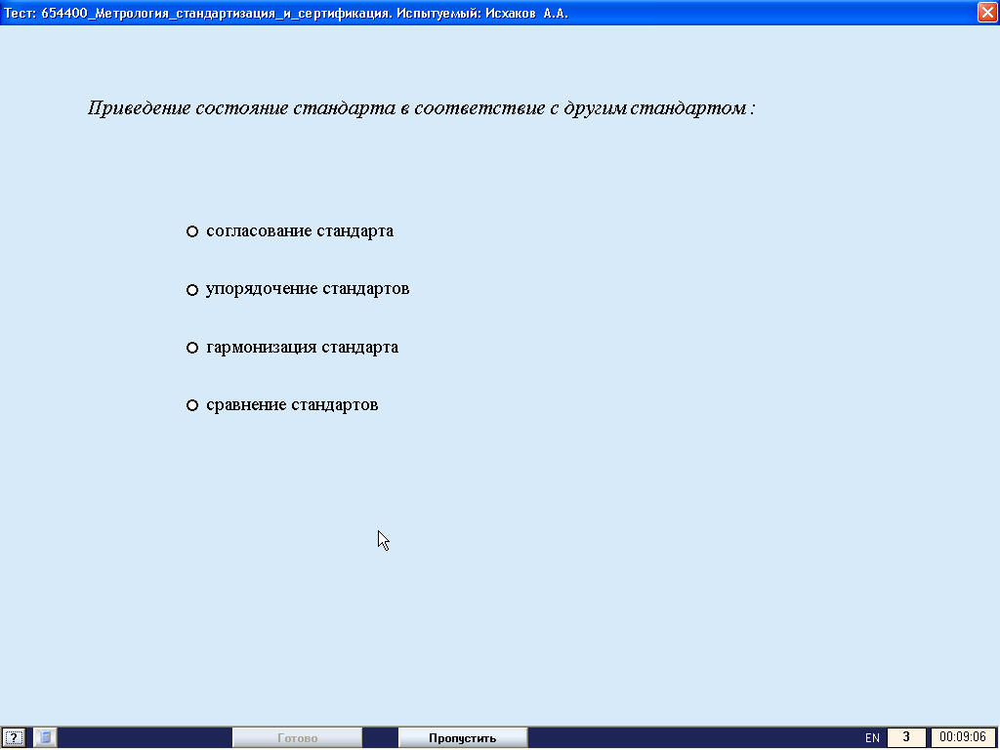 Тест: 654400_Метрология_стандартизация_и_сертификация. Испытуемый: Исхаков А.А.
Приведение состояние стандарта в соответствие с другим стандартом :
согласование стандарта
упорядочение стандартов
гармонизация стандарта
сравнение стандартов
? Готово Пропустить EN 3 00:09:06